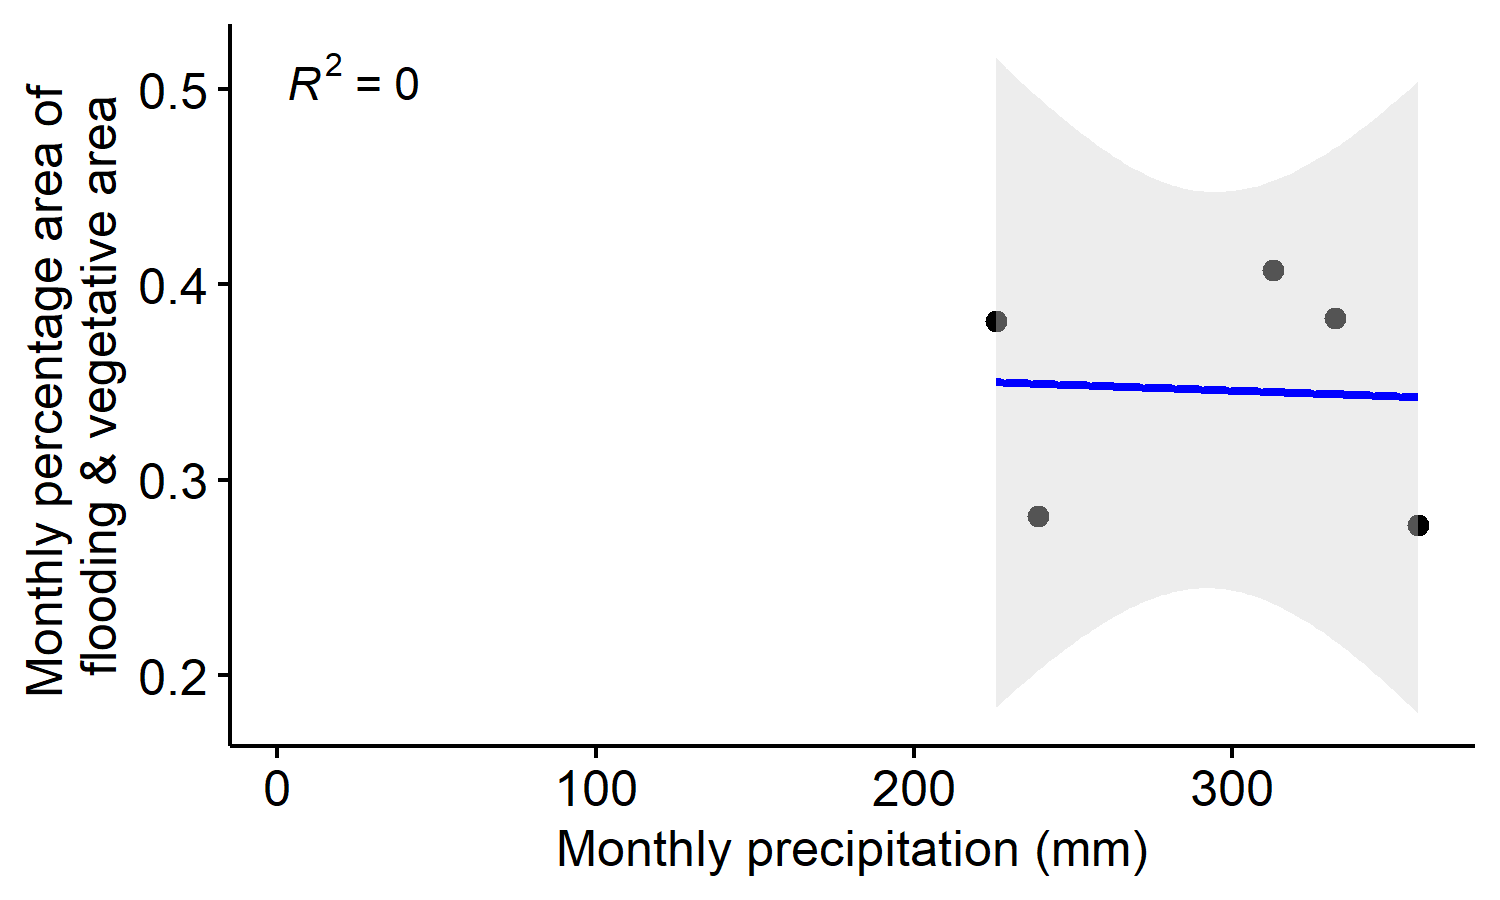 R² = 0
Monthly percentage area of
flooding & vegetative area
0.5
0.4
0.3
0.2
0 100 200 300
Monthly precipitation (mm)